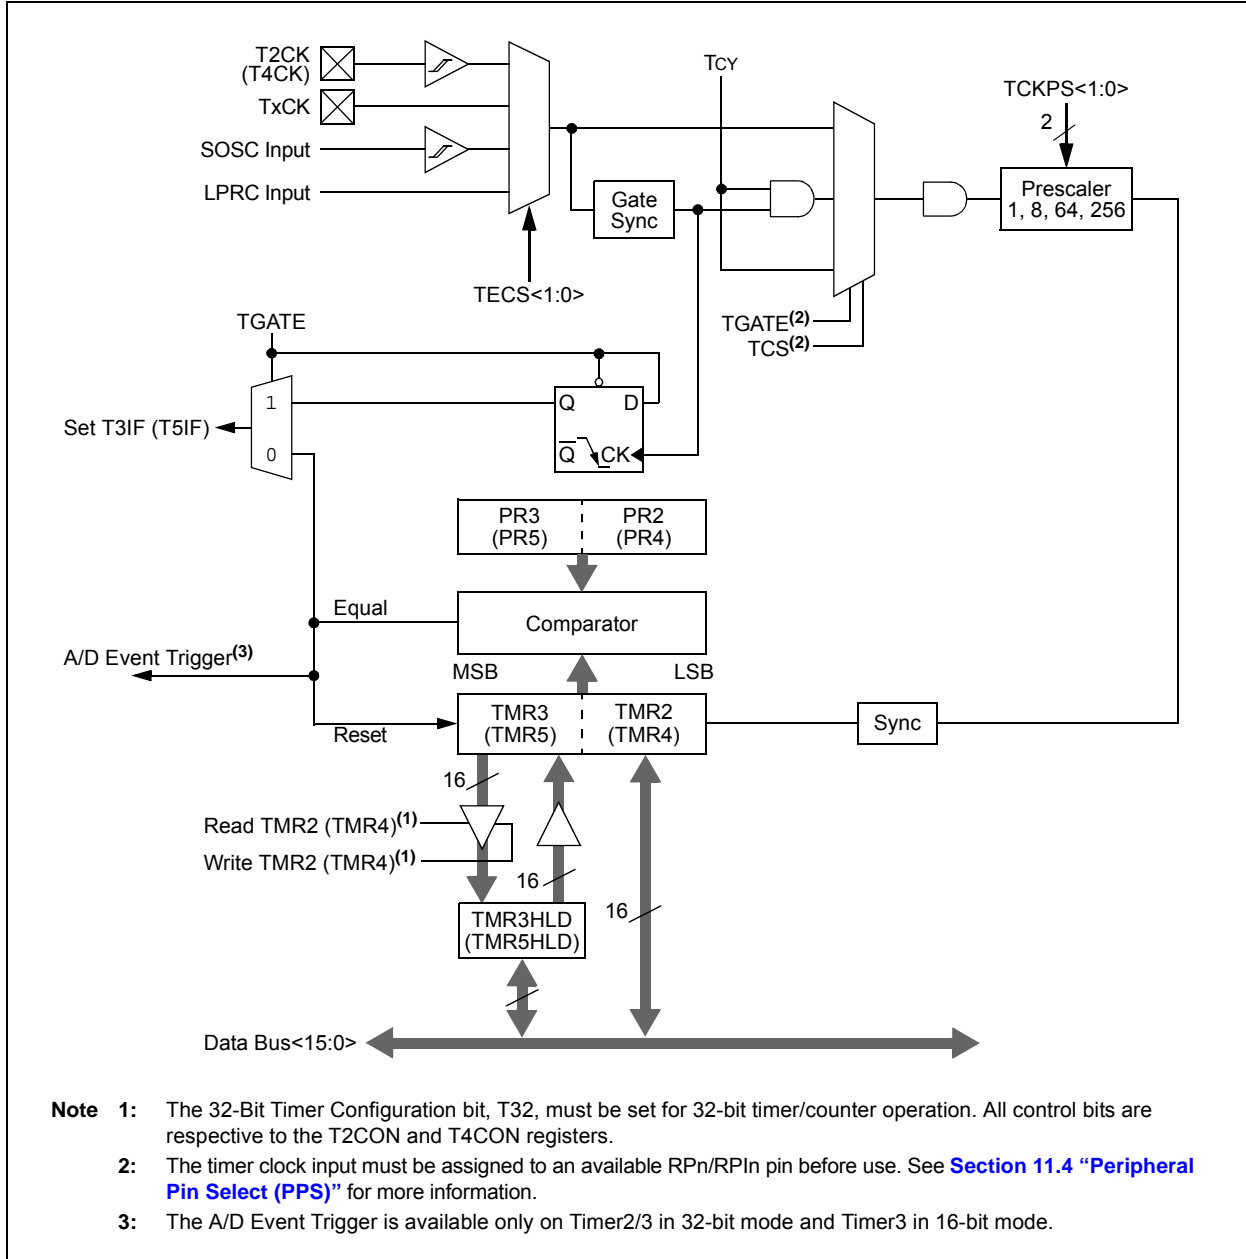 T2CK
(T4CK)
TxCK
SOSC Input
LPRC Input
TECS<1:0>
TCY
TCKPS<1:0>
2
Gate
Sync
Prescaler
1, 8, 64, 256
TGATE(2)
TCS(2)
TGATE
1
0
Set T3IF (T5IF)
Q
D
Q
CK
PR3
(PR5)
PR2
(PR4)
Equal
Comparator
A/D Event Trigger(3)
MSB
LSB
Reset
TMR3
(TMR5)
TMR2
(TMR4)
Sync
16
Read TMR2 (TMR4)(1)
Write TMR2 (TMR4)(1)
16
16
TMR3HLD
(TMR5HLD)
Data Bus<15:0>
Note 1: The 32-Bit Timer Configuration bit, T32, must be set for 32-bit timer/counter operation. All control bits are
respective to the T2CON and T4CON registers.
2: The timer clock input must be assigned to an available RPn/RPIn pin before use. See Section 11.4 “Peripheral
Pin Select (PPS)” for more information.
3: The A/D Event Trigger is available only on Timer2/3 in 32-bit mode and Timer3 in 16-bit mode.